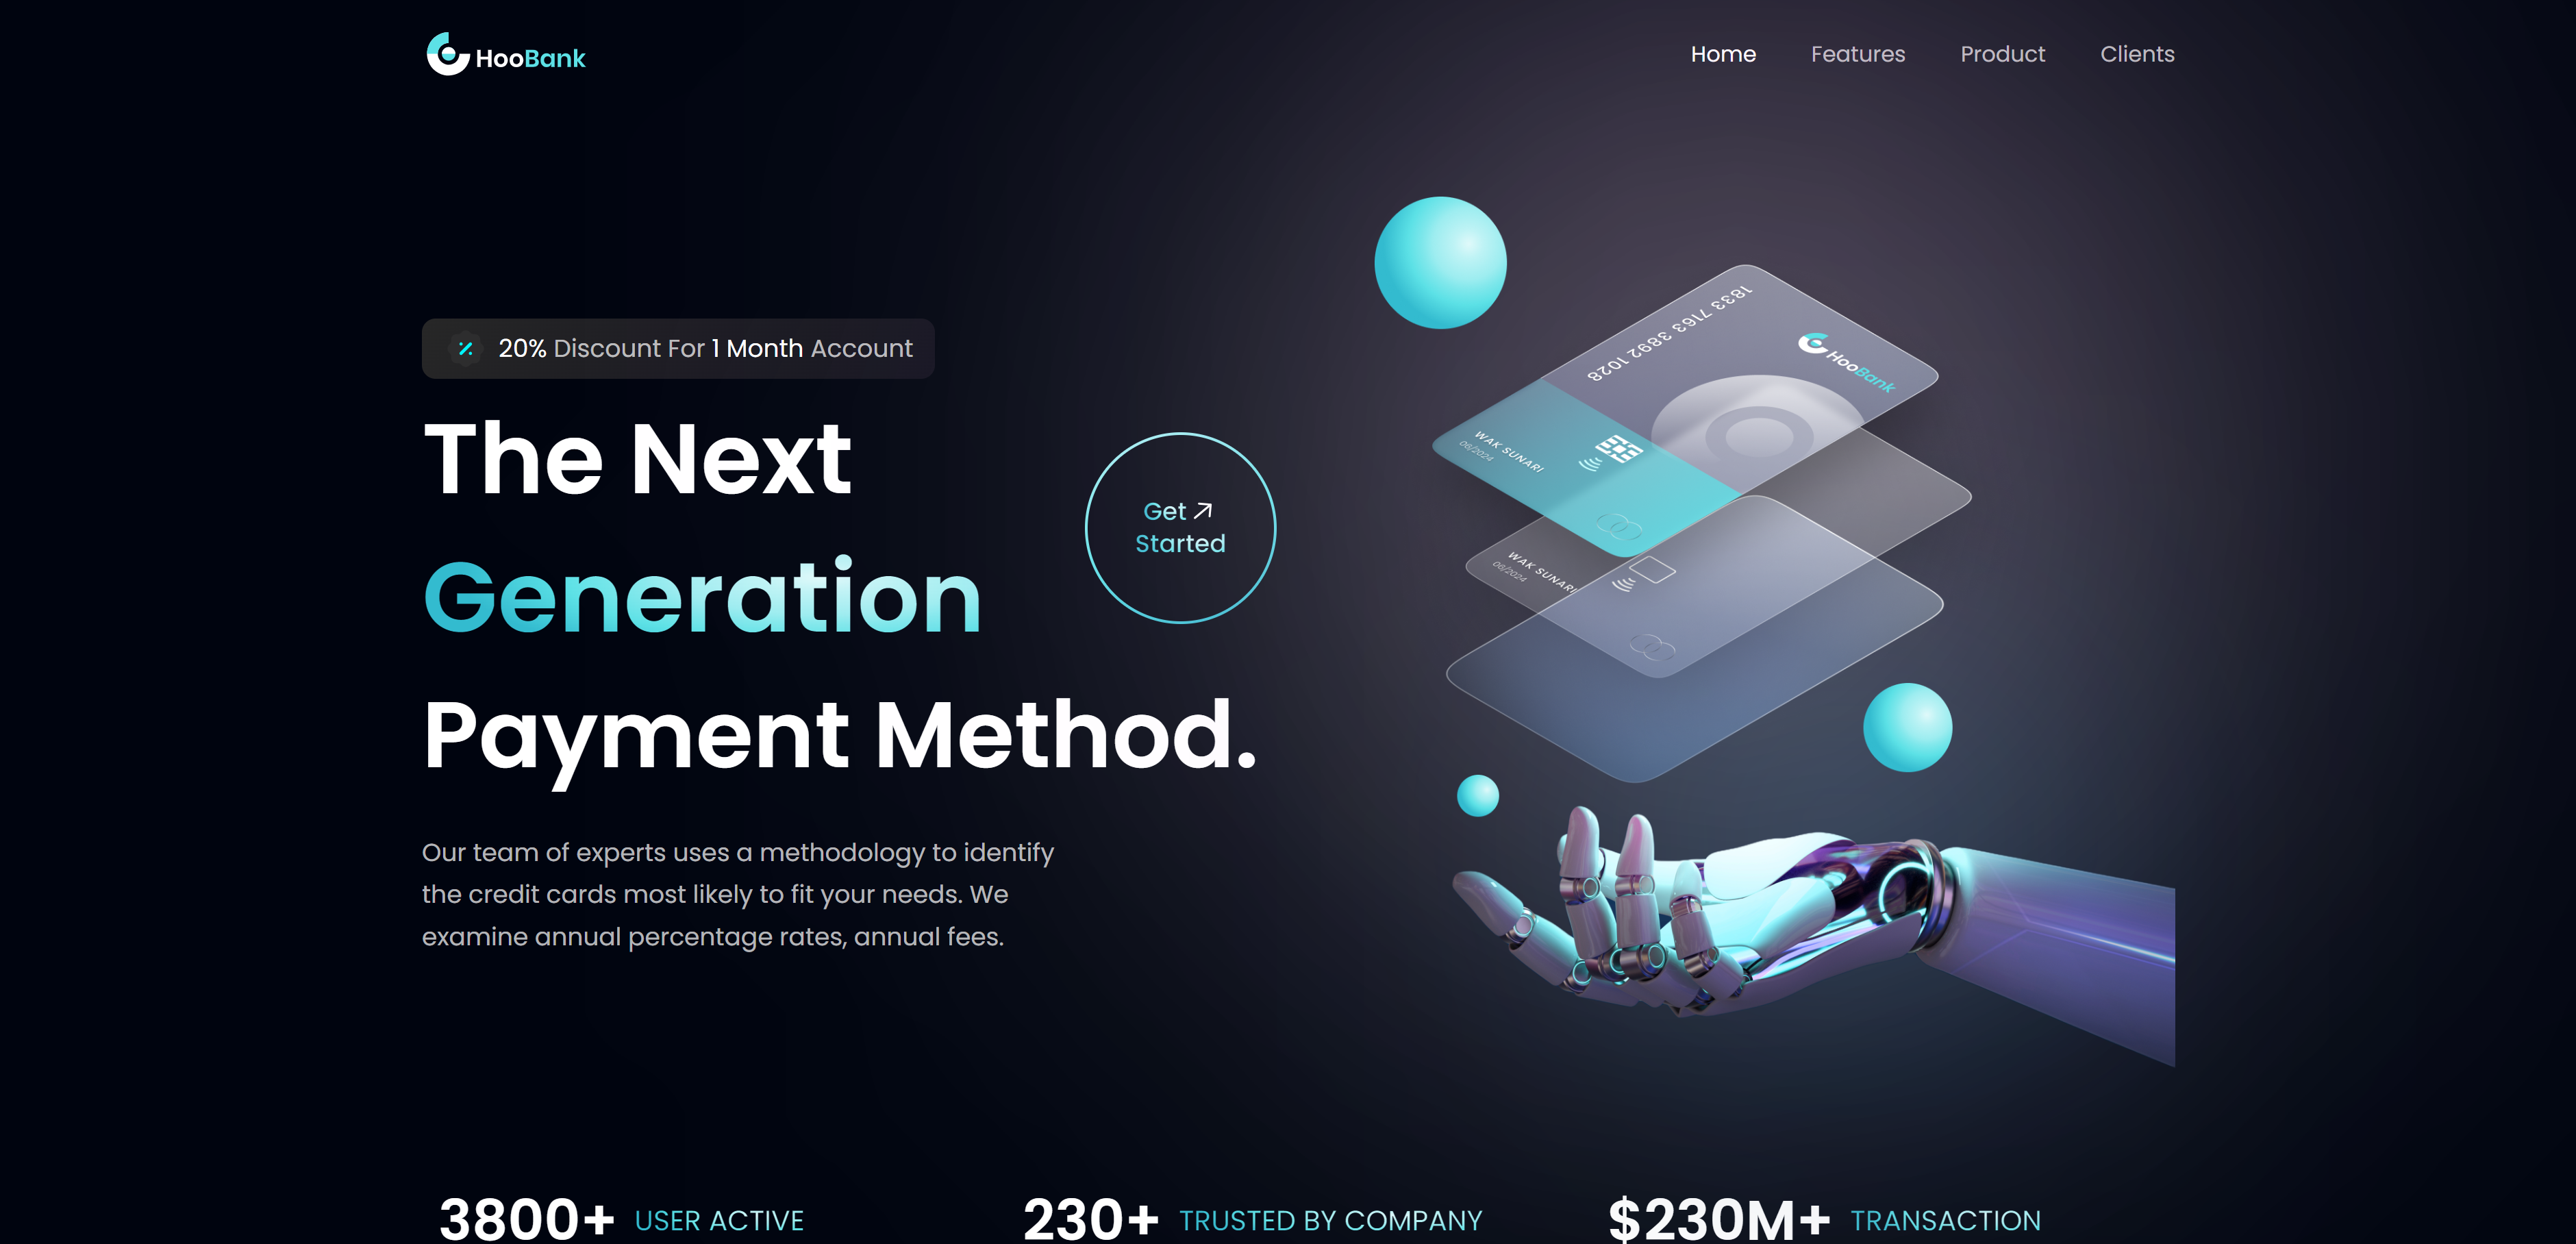 HooBank
Home
Features
Product
Clients
20% Discount For 1 Month Account
The Next
Generation
Payment Method.
Get
Started
Our team of experts uses a methodology to identify
the credit cards most likely to fit your needs. We
examine annual percentage rates, annual fees.
1833 7163 3892 1028
HooBank
WAK SUNARI
08/2024
WAK SUNARI
08/2024
3800+ USER ACTIVE
230+ TRUSTED BY COMPANY
$230M+ TRANSACTION